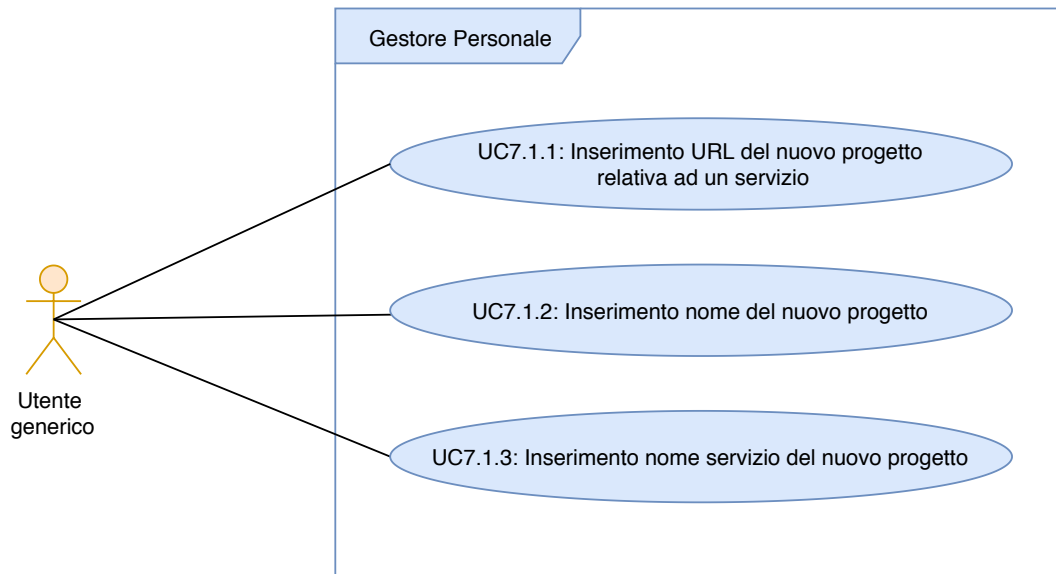 Gestore Personale
UC7.1.1: Inserimento URL del nuovo progetto
relativa ad un servizio
UC7.1.2: Inserimento nome del nuovo progetto
Utente
generico
UC7.1.3: Inserimento nome servizio del nuovo progetto